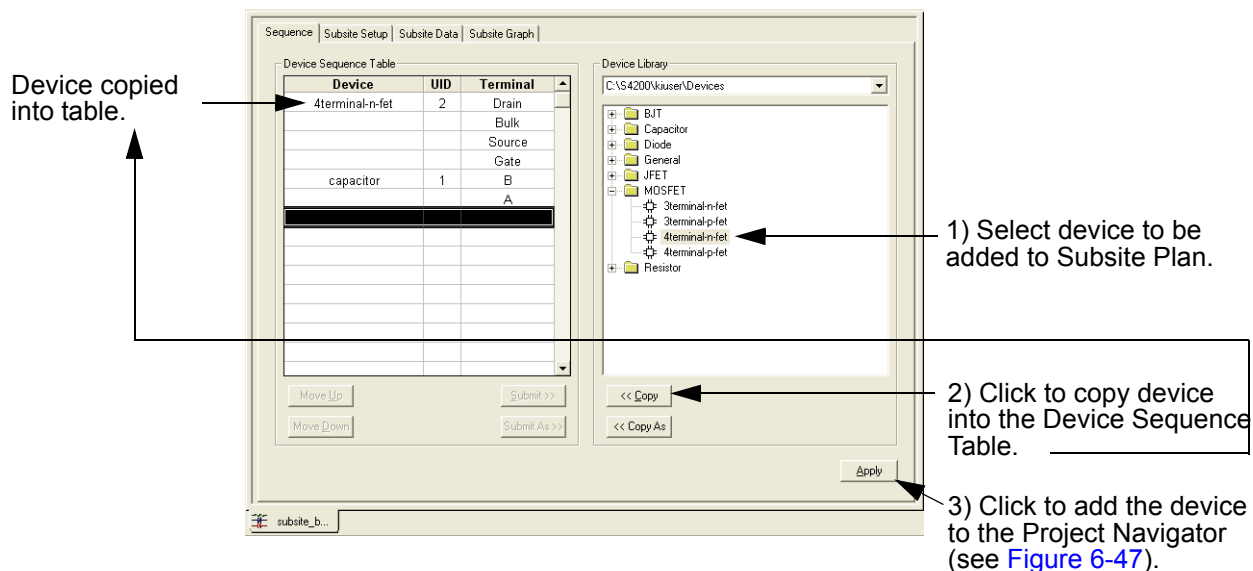 Sequence Subsite Setup Subsite Data Subsite Graph
Device Sequence Table
Device UID Terminal
4terminal-n-fet 2 Drain
Bulk
Source
Gate
capacitor 1 B
A
Move Up Submit >>
Move Down Submit As >>
Device Library
C:\S4200\kiuser\Devices
BJT
Capacitor
Diode
General
JFET
MOSFET
3terminal-n-fet
3terminal-p-fet
4terminal-n-fet
4terminal-p-fet
Resistor
<< Copy
<< Copy As
Apply
subsite_b...
Device copied
into table.
1) Select device to be
added to Subsite Plan.
2) Click to copy device
into the Device Sequence
Table.
3) Click to add the device
to the Project Navigator
(see Figure 6-47).